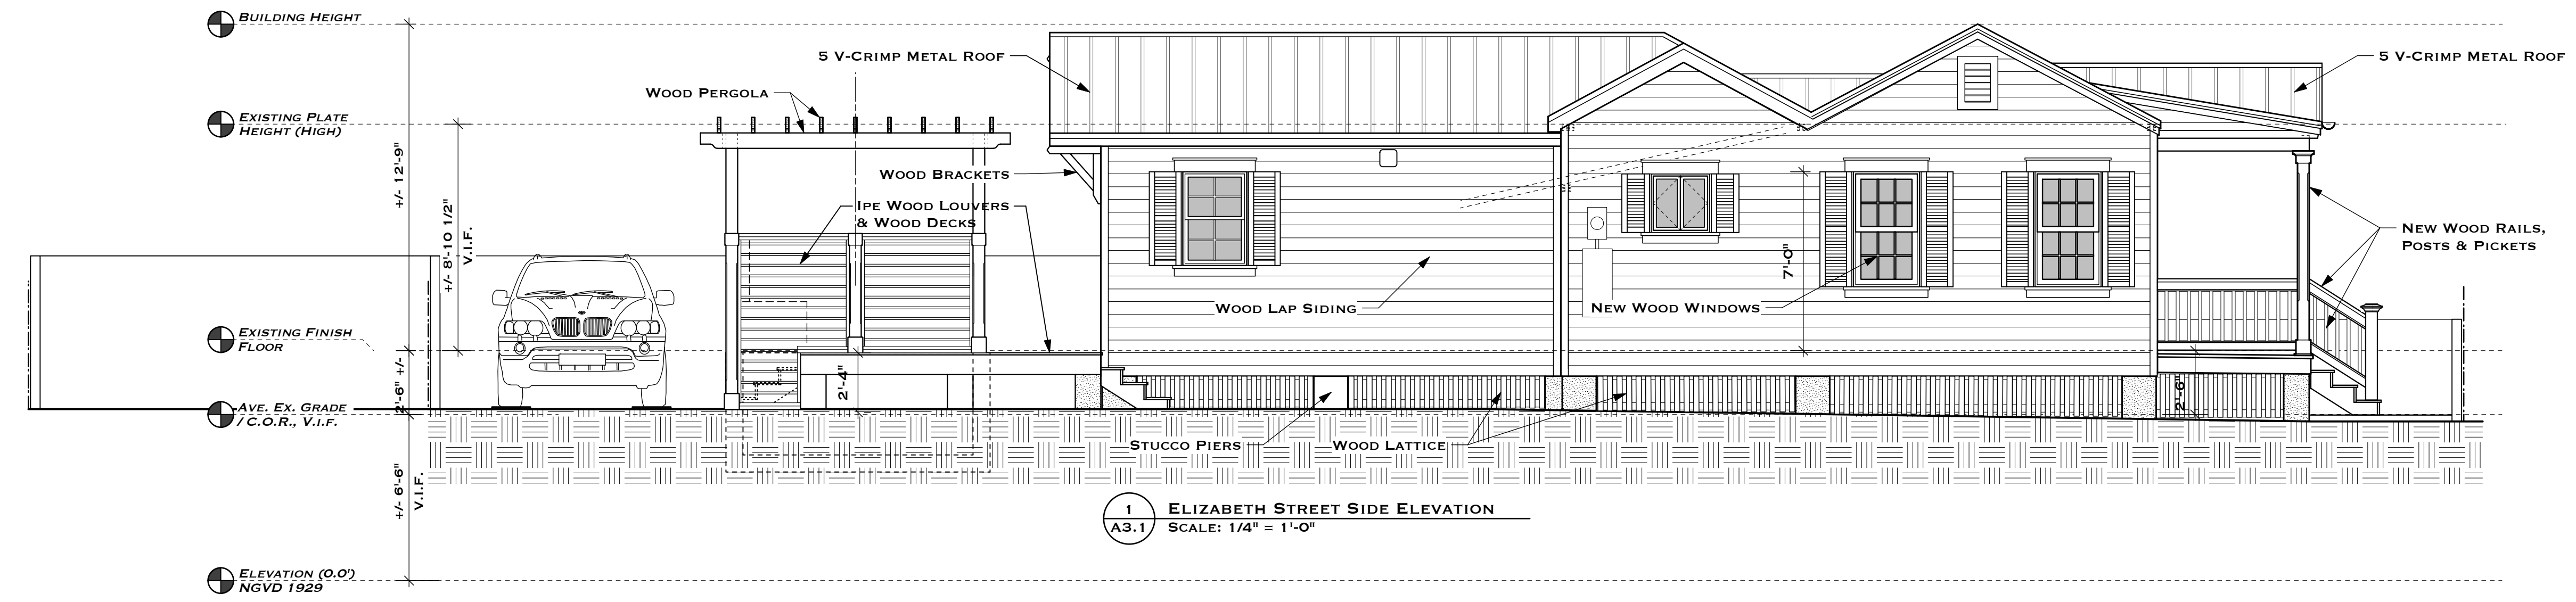 Building Height
5 V-Crimp Metal Roof
5 V-Crimp Metal Roof
Wood Pergola
Existing Plate
Height (High)
+/- 12'-9"
Wood Brackets
+/- 8'-10 1/2"
V.I.F.
Ipe Wood Louvers
& Wood Decks
New Wood Rails,
Posts & Pickets
7'-0"
Wood Lap Siding
New Wood Windows
Existing Finish
Floor
2'-6" +/-
2'-4"
2'-6"
Ave. Ex. Grade
/ C.O.R., V.I.F.
Stucco Piers
Wood Lattice
+/- 6'-6"
V.I.F.
1
A3.1
Elizabeth Street Side Elevation
Scale: 1/4" = 1'-0"
Elevation (0.0')
NGVD 1929